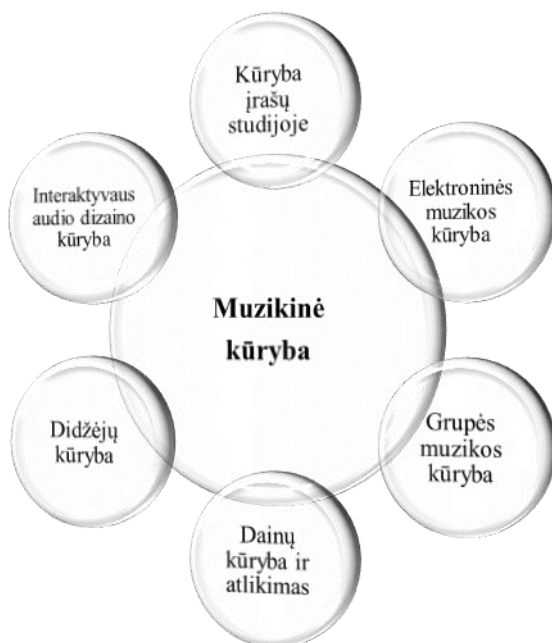 Kūryba
įrašų
studijoje
Interaktyvaus
audio dizaino
kūryba
Elektroninės
muzikos
kūryba
Muzikinė
kūryba
Didžėjų
kūryba
Grupės
muzikos
kūryba
Dainų
kūryba ir
atlikimas